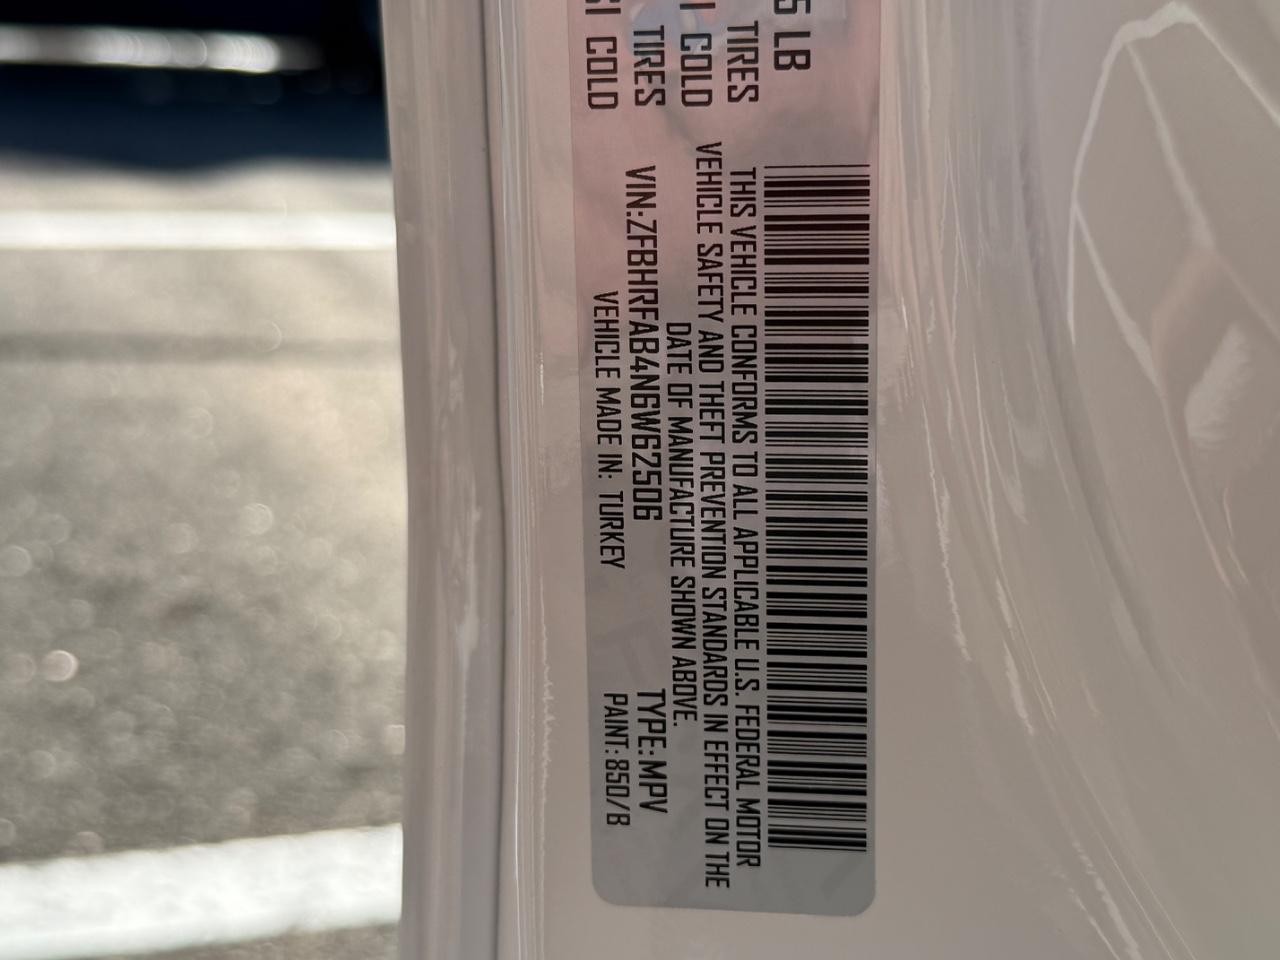 5 LB
TIRES
I COLD
TIRES
SI COLD
THIS VEHICLE CONFORMS TO ALL APPLICABLE U.S. FEDERAL MOTOR
VEHICLE SAFETY AND THEFT PREVENTION STANDARDS IN EFFECT ON THE
DATE OF MANUFACTURE SHOWN ABOVE.
VIN:ZFBHRFAB4N6W62506 TYPE:MPV
VEHICLE MADE IN: TURKEY PAINT:850/B